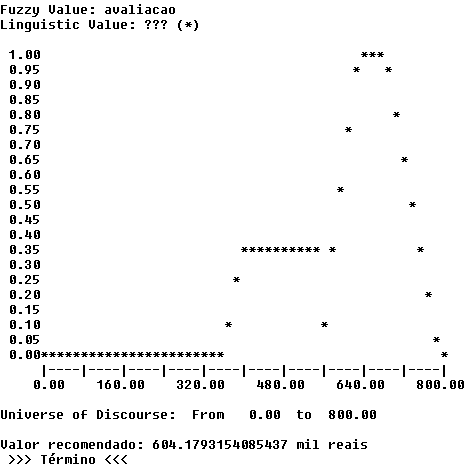 Fuzzy Value: avaliacao
Linguistic Value: ??? (*)
1.00                                         ***
0.95                                        *   *
0.90
0.85
0.80                                             *
0.75                                       *
0.70
0.65                                              *
0.60
0.55                                      *
0.50                                               *
0.45
0.40
0.35                          ********** *          *
0.30
0.25                         *
0.20                                                 *
0.15
0.10                        *           *
0.05                                                  *
0.00***********************                            *
|----|----|----|----|----|----|----|----|----|----|
0.00 160.00 320.00 480.00 640.00 800.00
Universe of Discourse:  From   0.00  to  800.00
Valor recomendado: 604.1793154085437 mil reais
>>> Término <<<